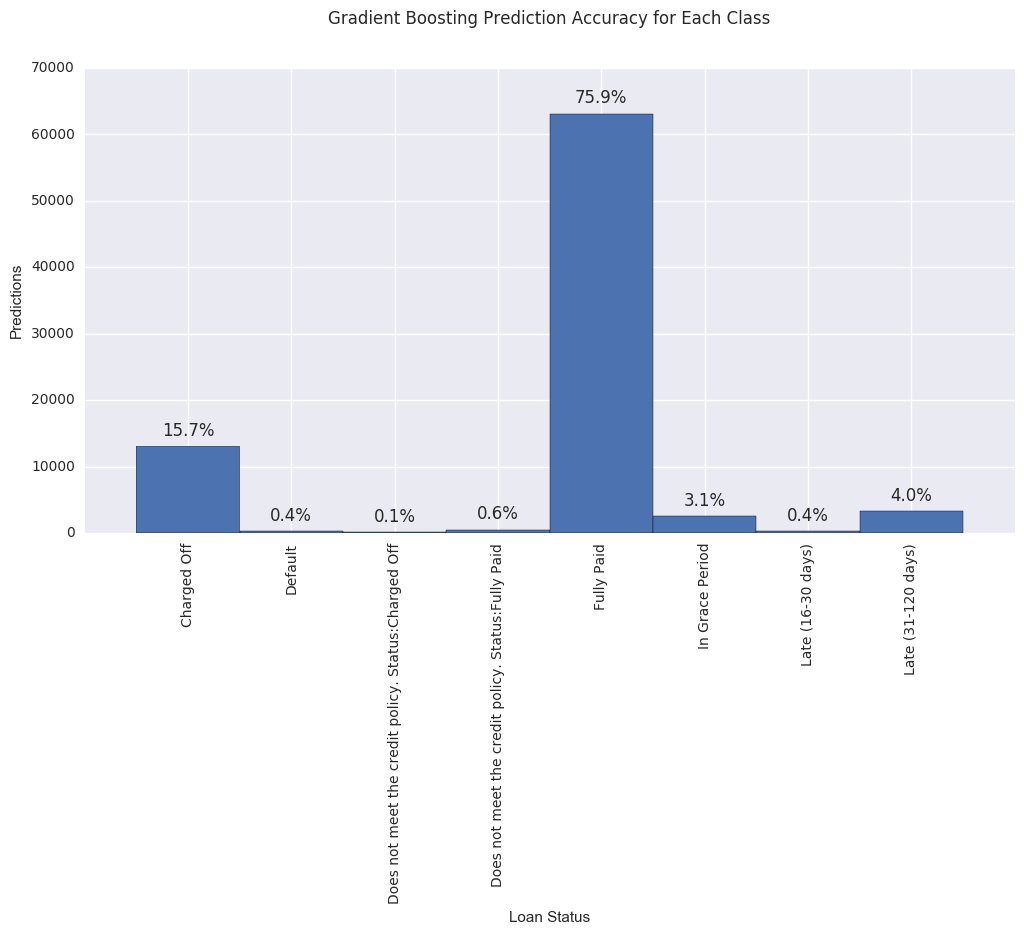 Gradient Boosting Prediction Accuracy for Each Class
70000
60000
50000
40000
30000
20000
10000
0
Predictions
15.7%
0.4%
0.1%
0.6%
75.9%
3.1%
0.4%
4.0%
Charged Off
Default
Does not meet the credit policy. Status:Charged Off
Does not meet the credit policy. Status:Fully Paid
Fully Paid
In Grace Period
Late (16-30 days)
Late (31-120 days)
Loan Status